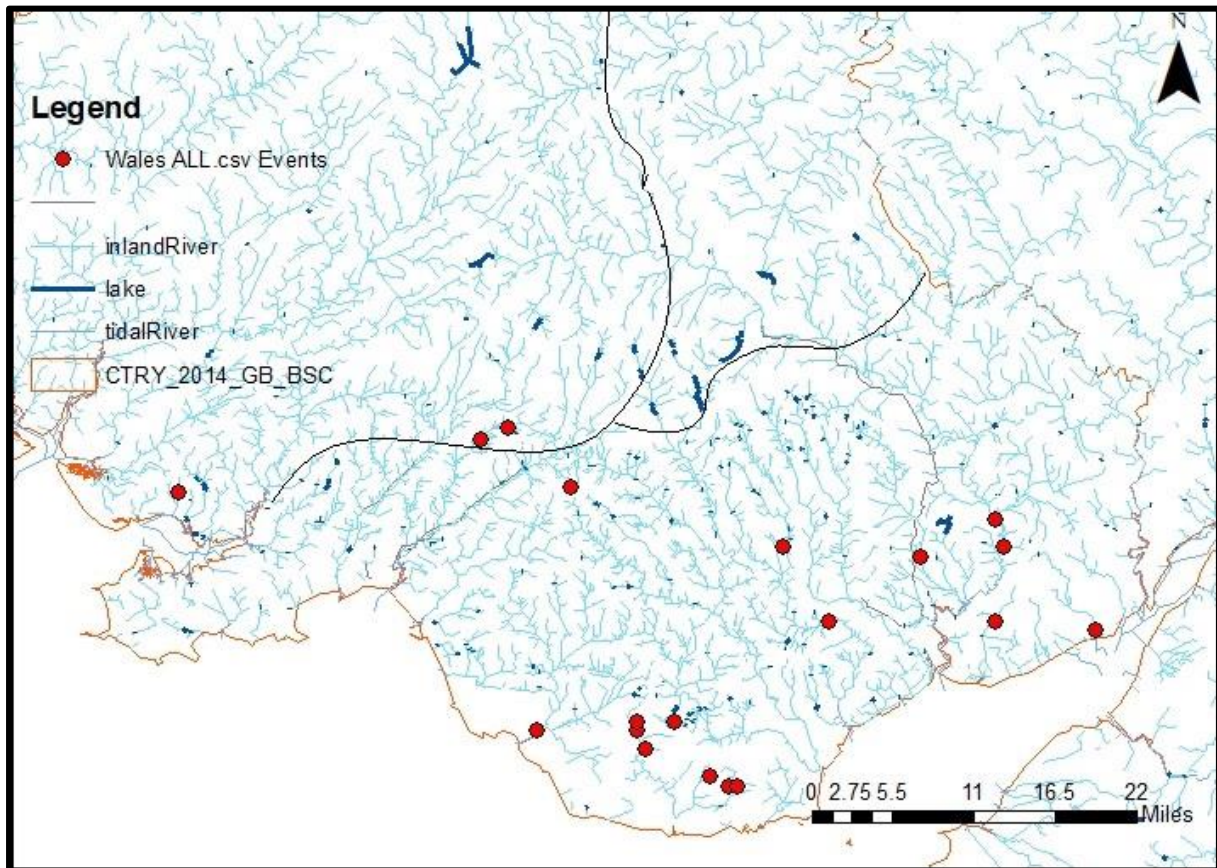 N
Legend
Wales ALL.csv Events
inlandRiver
lake
tidalRiver
CTRY_2014_GB_BSC
0 2.75 5.5 11 16.5 22
Miles